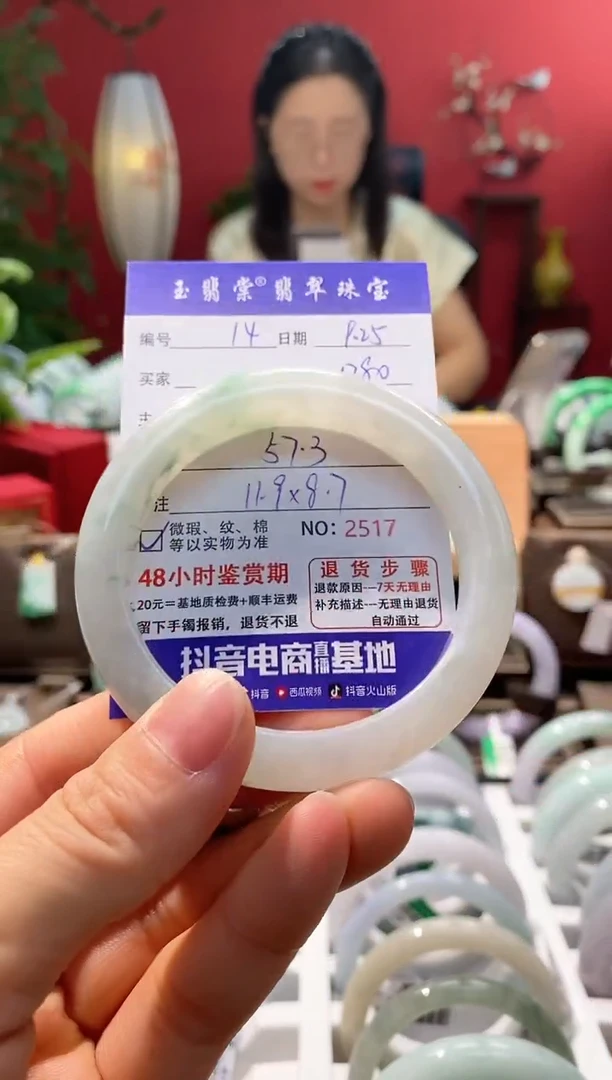 玉翡棠®翡翠珠宝
编号 14 日期 9.25
买家 1780
57.3
注 11.9×8.7
微瑕、纹、棉 NO: 2517
等以实物为准
48小时鉴赏期
20元=基地质检费+顺丰运费
留下手镯报销，退货不退
退货步骤
退款原因---7天无理由
补充描述---无理由退货
自动通过
抖音电商直播基地
抖音 西瓜视频 抖音火山版